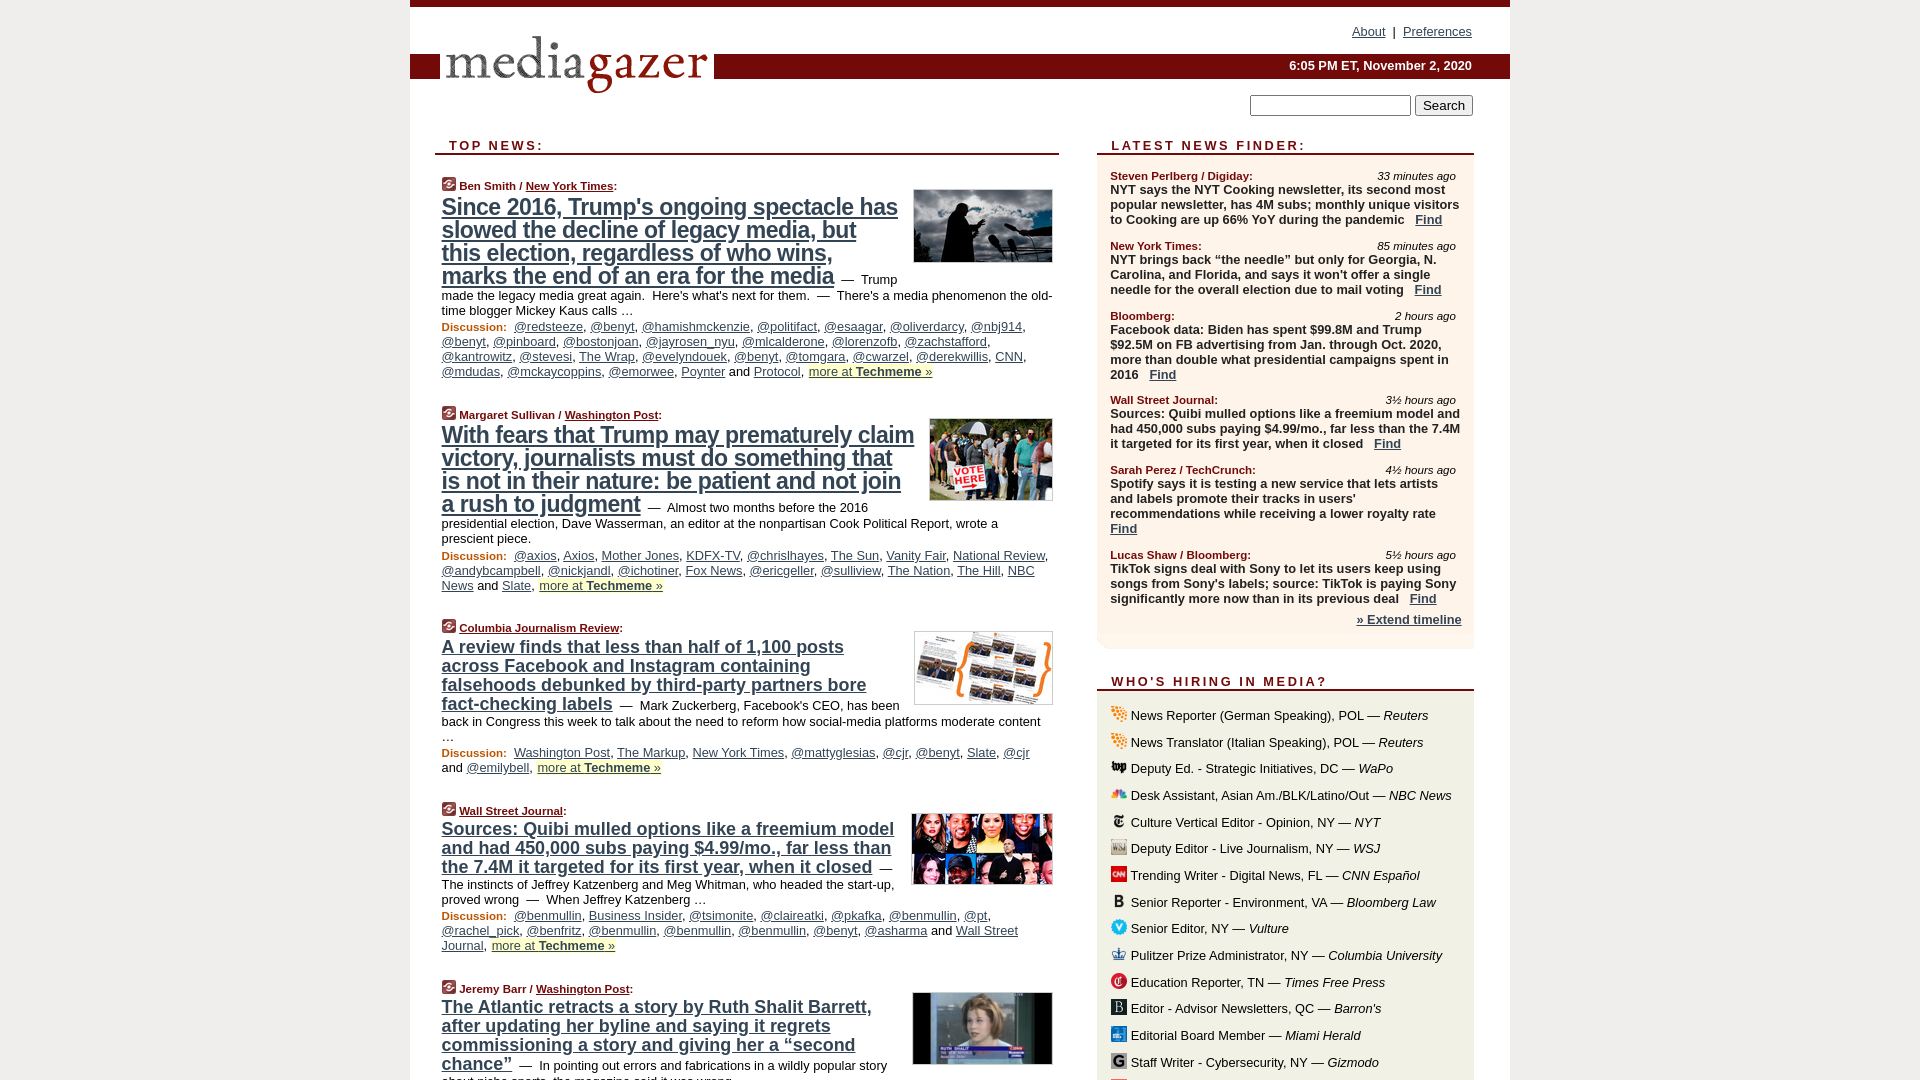 About | Preferences
mediagazer
6:05 PM ET, November 2, 2020
Search
TOP NEWS:
Ben Smith / New York Times:
Since 2016, Trump's ongoing spectacle has
slowed the decline of legacy media, but
this election, regardless of who wins,
marks the end of an era for the media — Trump
made the legacy media great again. Here's what's next for them. — There's a media phenomenon the old-
time blogger Mickey Kaus calls …
Discussion: @redsteeze, @benyt, @hamishmckenzie, @politifact, @esaagar, @oliverdarcy, @nbj914,
@benyt, @pinboard, @bostonjoan, @jayrosen_nyu, @mlcalderone, @lorenzofb, @zachstafford,
@kantrowitz, @stevesi, The Wrap, @evelyndouek, @benyt, @tomgara, @cwarzel, @derekwillis, CNN,
@mdudas, @mckaycoppins, @emorwee, Poynter and Protocol, more at Techmeme »
Margaret Sullivan / Washington Post:
With fears that Trump may prematurely claim
victory, journalists must do something that
is not in their nature: be patient and not join
a rush to judgment — Almost two months before the 2016
presidential election, Dave Wasserman, an editor at the nonpartisan Cook Political Report, wrote a
prescient piece.
VOTE
HERE
Discussion: @axios, Axios, Mother Jones, KDFX-TV, @chrislhayes, The Sun, Vanity Fair, National Review,
@andybcampbell, @nickjandl, @ichotiner, Fox News, @ericgeller, @sulliview, The Nation, The Hill, NBC
News and Slate, more at Techmeme »
Columbia Journalism Review:
A review finds that less than half of 1,100 posts
across Facebook and Instagram containing
falsehoods debunked by third-party partners bore
fact-checking labels — Mark Zuckerberg, Facebook's CEO, has been
back in Congress this week to talk about the need to reform how social-media platforms moderate content
…
Discussion: Washington Post, The Markup, New York Times, @mattyglesias, @cjr, @benyt, Slate, @cjr
and @emilybell, more at Techmeme »
Wall Street Journal:
Sources: Quibi mulled options like a freemium model
and had 450,000 subs paying $4.99/mo., far less than
the 7.4M it targeted for its first year, when it closed —
The instincts of Jeffrey Katzenberg and Meg Whitman, who headed the start-up,
proved wrong — When Jeffrey Katzenberg …
Discussion: @benmullin, Business Insider, @tsimonite, @claireatki, @pkafka, @benmullin, @pt,
@rachel_pick, @benfritz, @benmullin, @benmullin, @benmullin, @benyt, @asharma and Wall Street
Journal, more at Techmeme »
Jeremy Barr / Washington Post:
The Atlantic retracts a story by Ruth Shalit Barrett,
after updating her byline and saying it regrets
commissioning a story and giving her a “second
chance” — In pointing out errors and fabrications in a wildly popular story
about niche sports, the magazine said it was wrong
RUTH SHALIT
LATEST NEWS FINDER:
Steven Perlberg / Digiday: 33 minutes ago
NYT says the NYT Cooking newsletter, its second most
popular newsletter, has 4M subs; monthly unique visitors
to Cooking are up 66% YoY during the pandemic Find
New York Times: 85 minutes ago
NYT brings back “the needle” but only for Georgia, N.
Carolina, and Florida, and says it won't offer a single
needle for the overall election due to mail voting Find
Bloomberg: 2 hours ago
Facebook data: Biden has spent $99.8M and Trump
$92.5M on FB advertising from Jan. through Oct. 2020,
more than double what presidential campaigns spent in
2016 Find
Wall Street Journal: 3½ hours ago
Sources: Quibi mulled options like a freemium model and
had 450,000 subs paying $4.99/mo., far less than the 7.4M
it targeted for its first year, when it closed Find
Sarah Perez / TechCrunch: 4½ hours ago
Spotify says it is testing a new service that lets artists
and labels promote their tracks in users'
recommendations while receiving a lower royalty rate
Find
Lucas Shaw / Bloomberg: 5½ hours ago
TikTok signs deal with Sony to let its users keep using
songs from Sony's labels; source: TikTok is paying Sony
significantly more now than in its previous deal Find
» Extend timeline
WHO'S HIRING IN MEDIA?
News Reporter (German Speaking), POL — Reuters
News Translator (Italian Speaking), POL — Reuters
wp Deputy Ed. - Strategic Initiatives, DC — WaPo
Desk Assistant, Asian Am./BLK/Latino/Out — NBC News
Culture Vertical Editor - Opinion, NY — NYT
Deputy Editor - Live Journalism, NY — WSJ
CNN Trending Writer - Digital News, FL — CNN Español
B Senior Reporter - Environment, VA — Bloomberg Law
Senior Editor, NY — Vulture
Pulitzer Prize Administrator, NY — Columbia University
Education Reporter, TN — Times Free Press
B Editor - Advisor Newsletters, QC — Barron's
Editorial Board Member — Miami Herald
G Staff Writer - Cybersecurity, NY — Gizmodo